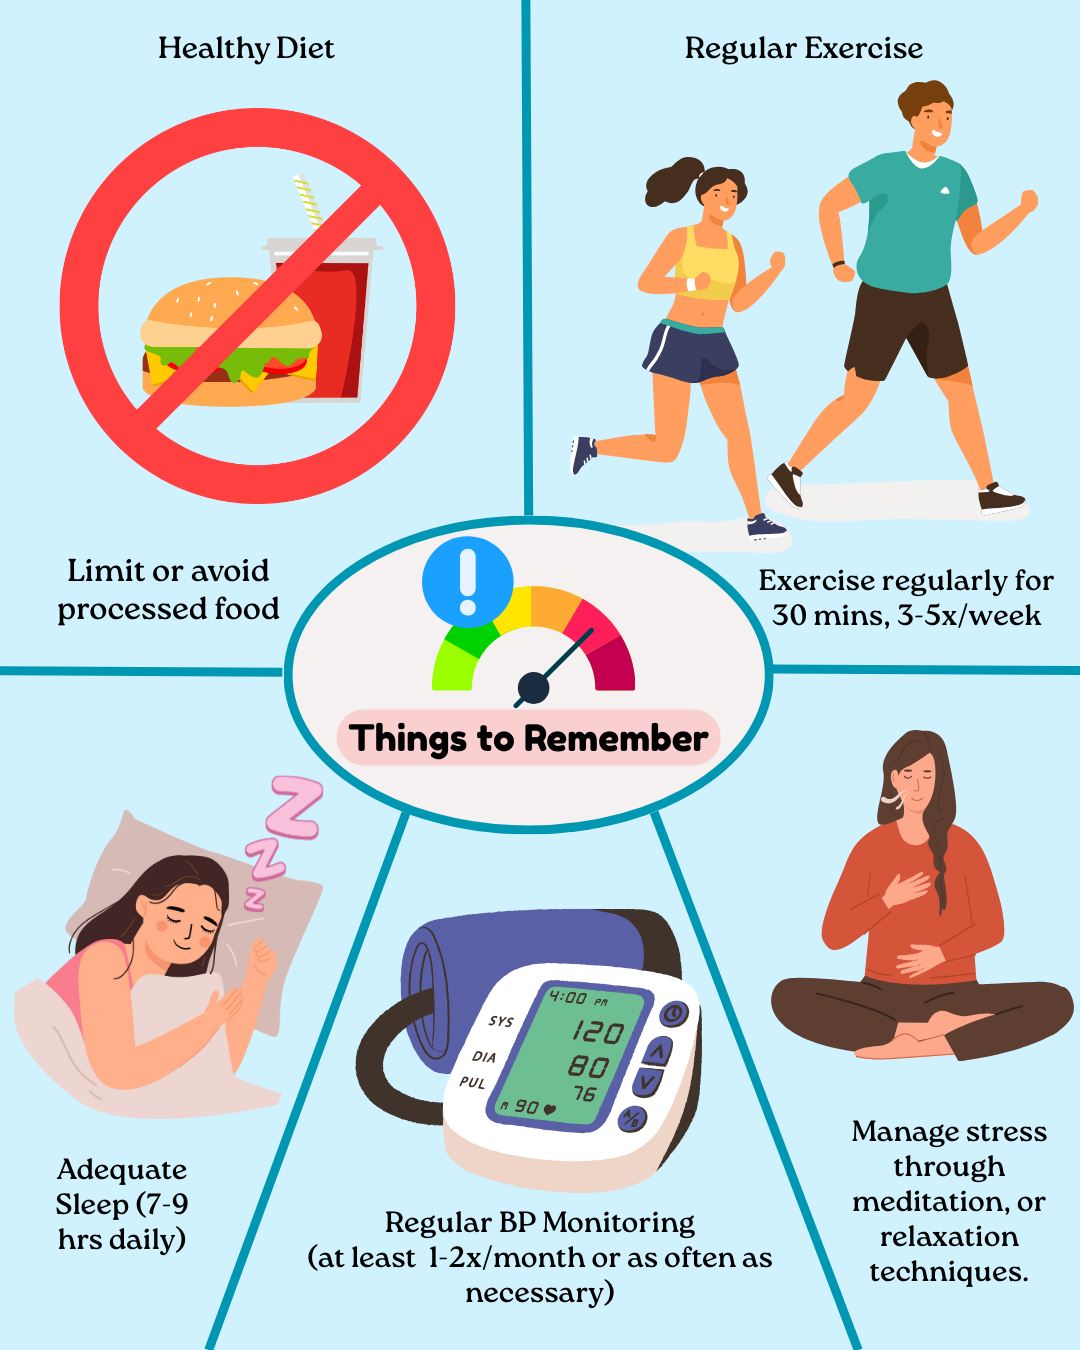 Healthy Diet
Regular Exercise
Limit or avoid
processed food
Exercise regularly for
30 mins, 3-5x/week
Things to Remember
Z
Z
Z
Adequate
Sleep (7-9
hrs daily)
4:00 PM
SYS
120
DIA
80
PUL
76
M 90
A/B
Regular BP Monitoring
(at least 1-2x/month or as often as
necessary)
Manage stress
through
meditation, or
relaxation
techniques.